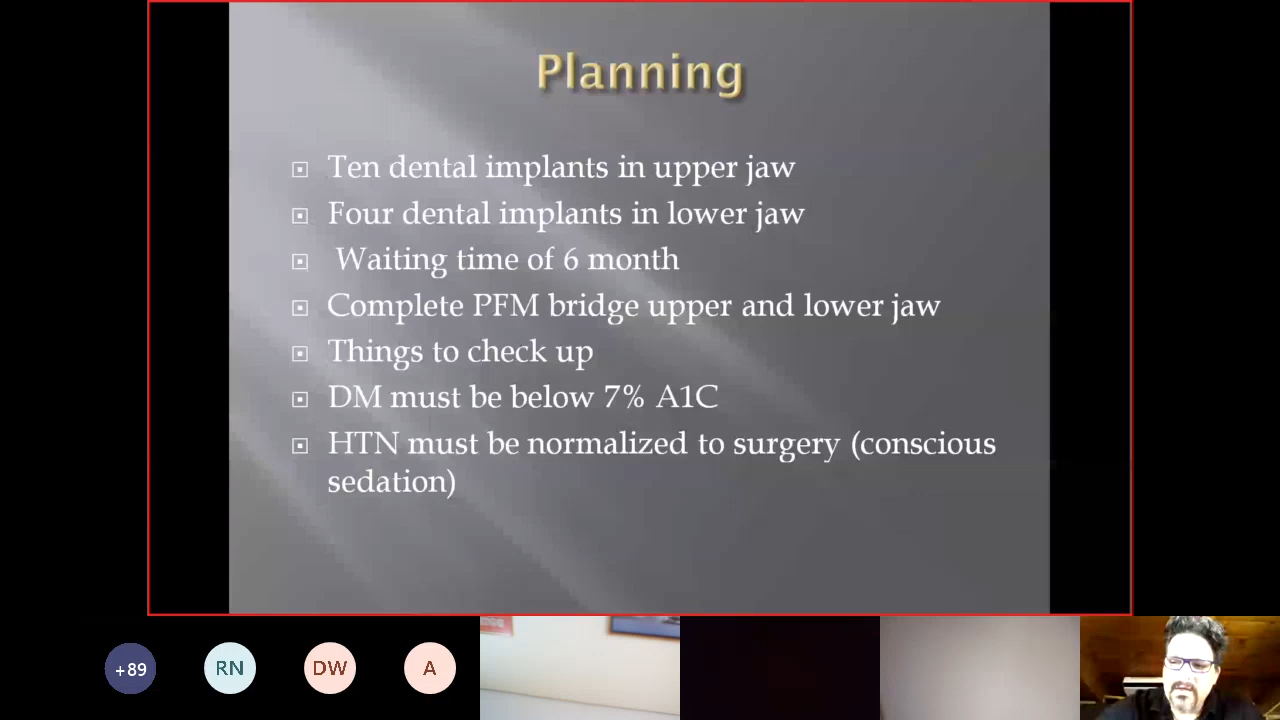 Planning
Ten dental implants in upper jaw
Four dental implants in lower jaw
Waiting time of 6 month
Complete PFM bridge upper and lower jaw
Things to check up
DM must be below 7% A1C
HTN must be normalized to surgery (conscious
sedation)
+89 RN DW A